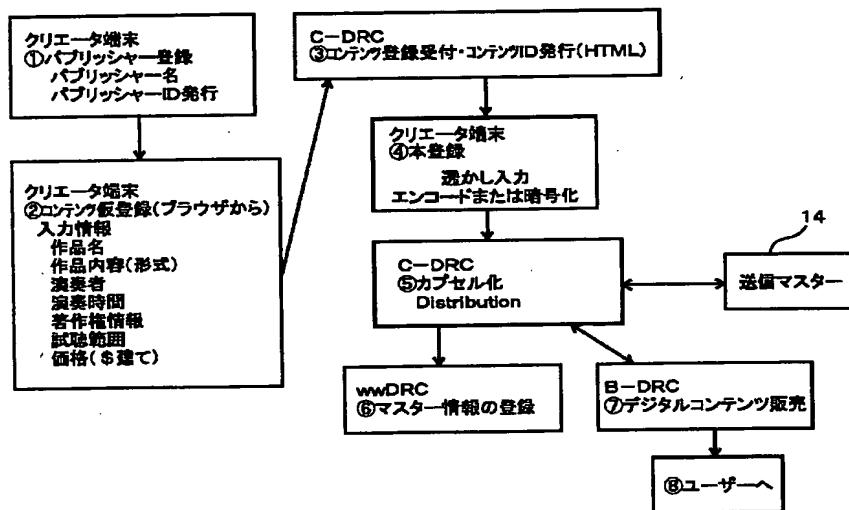 クリエータ端末
①パブリッシャー登録
パブリッシャー名
パブリッシャーID発行
クリエータ端末
②コンテンツ仮登録(ブラウザから)
入力情報
作品名
作品内容(形式)
演奏者
演奏時間
著作権情報
試聴範囲
価格($建て)
C-DRC
③コンテンツ登録受付・コンテンツID発行(HTML)
クリエータ端末
④本登録
透かし入力
エンコードまたは暗号化
C-DRC
⑤カプセル化
Distribution
14
送信マスター
wwDRC
⑥マスター情報の登録
B-DRC
⑦デジタルコンテンツ販売
⑧ユーザーへ